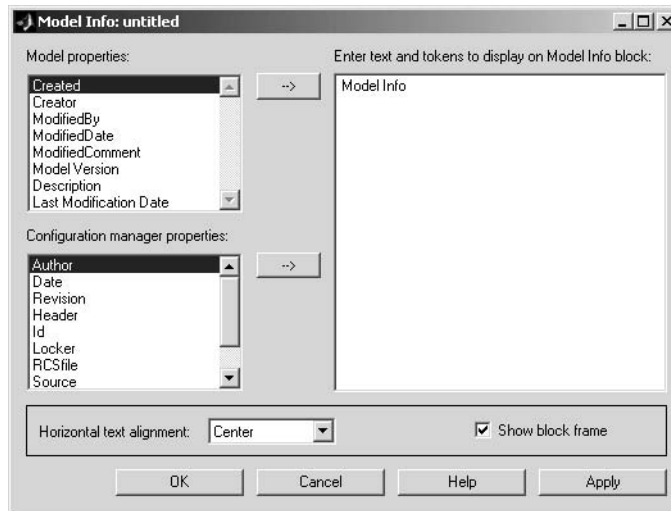 Model Info: untitled
Model properties:
Created
Creator
ModifiedBy
ModifiedDate
ModifiedComment
Model Version
Description
Last Modification Date
-->
Enter text and tokens to display on Model Info block:
Model Info
Configuration manager properties:
Author
Date
Revision
Header
Id
Locker
RCSfile
Source
-->
Horizontal text alignment: Center
Show block frame
OK Cancel Help Apply